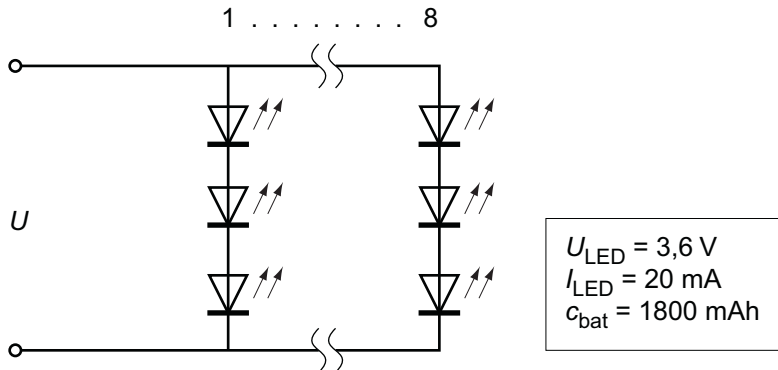 1 . . . . . . . . 8
U
U_LED = 3,6 V
I_LED = 20 mA
c_bat = 1800 mAh